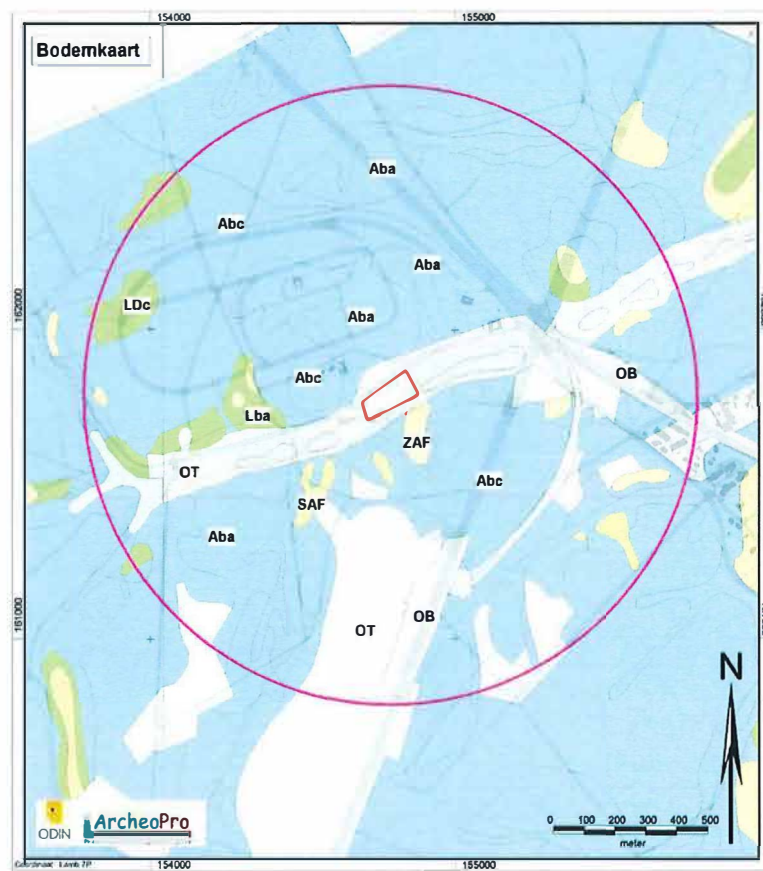 154000
155000
Bodemkaart
Aba
Abc
Aba
162000
LDc
Aba
Abc
OB
Lba
ZAF
OT
Abc
SAF
Aba
161000
OT
OB
N
ODIN
ArcheoPro
0 100 200 300 400 500
meter
154000
155000